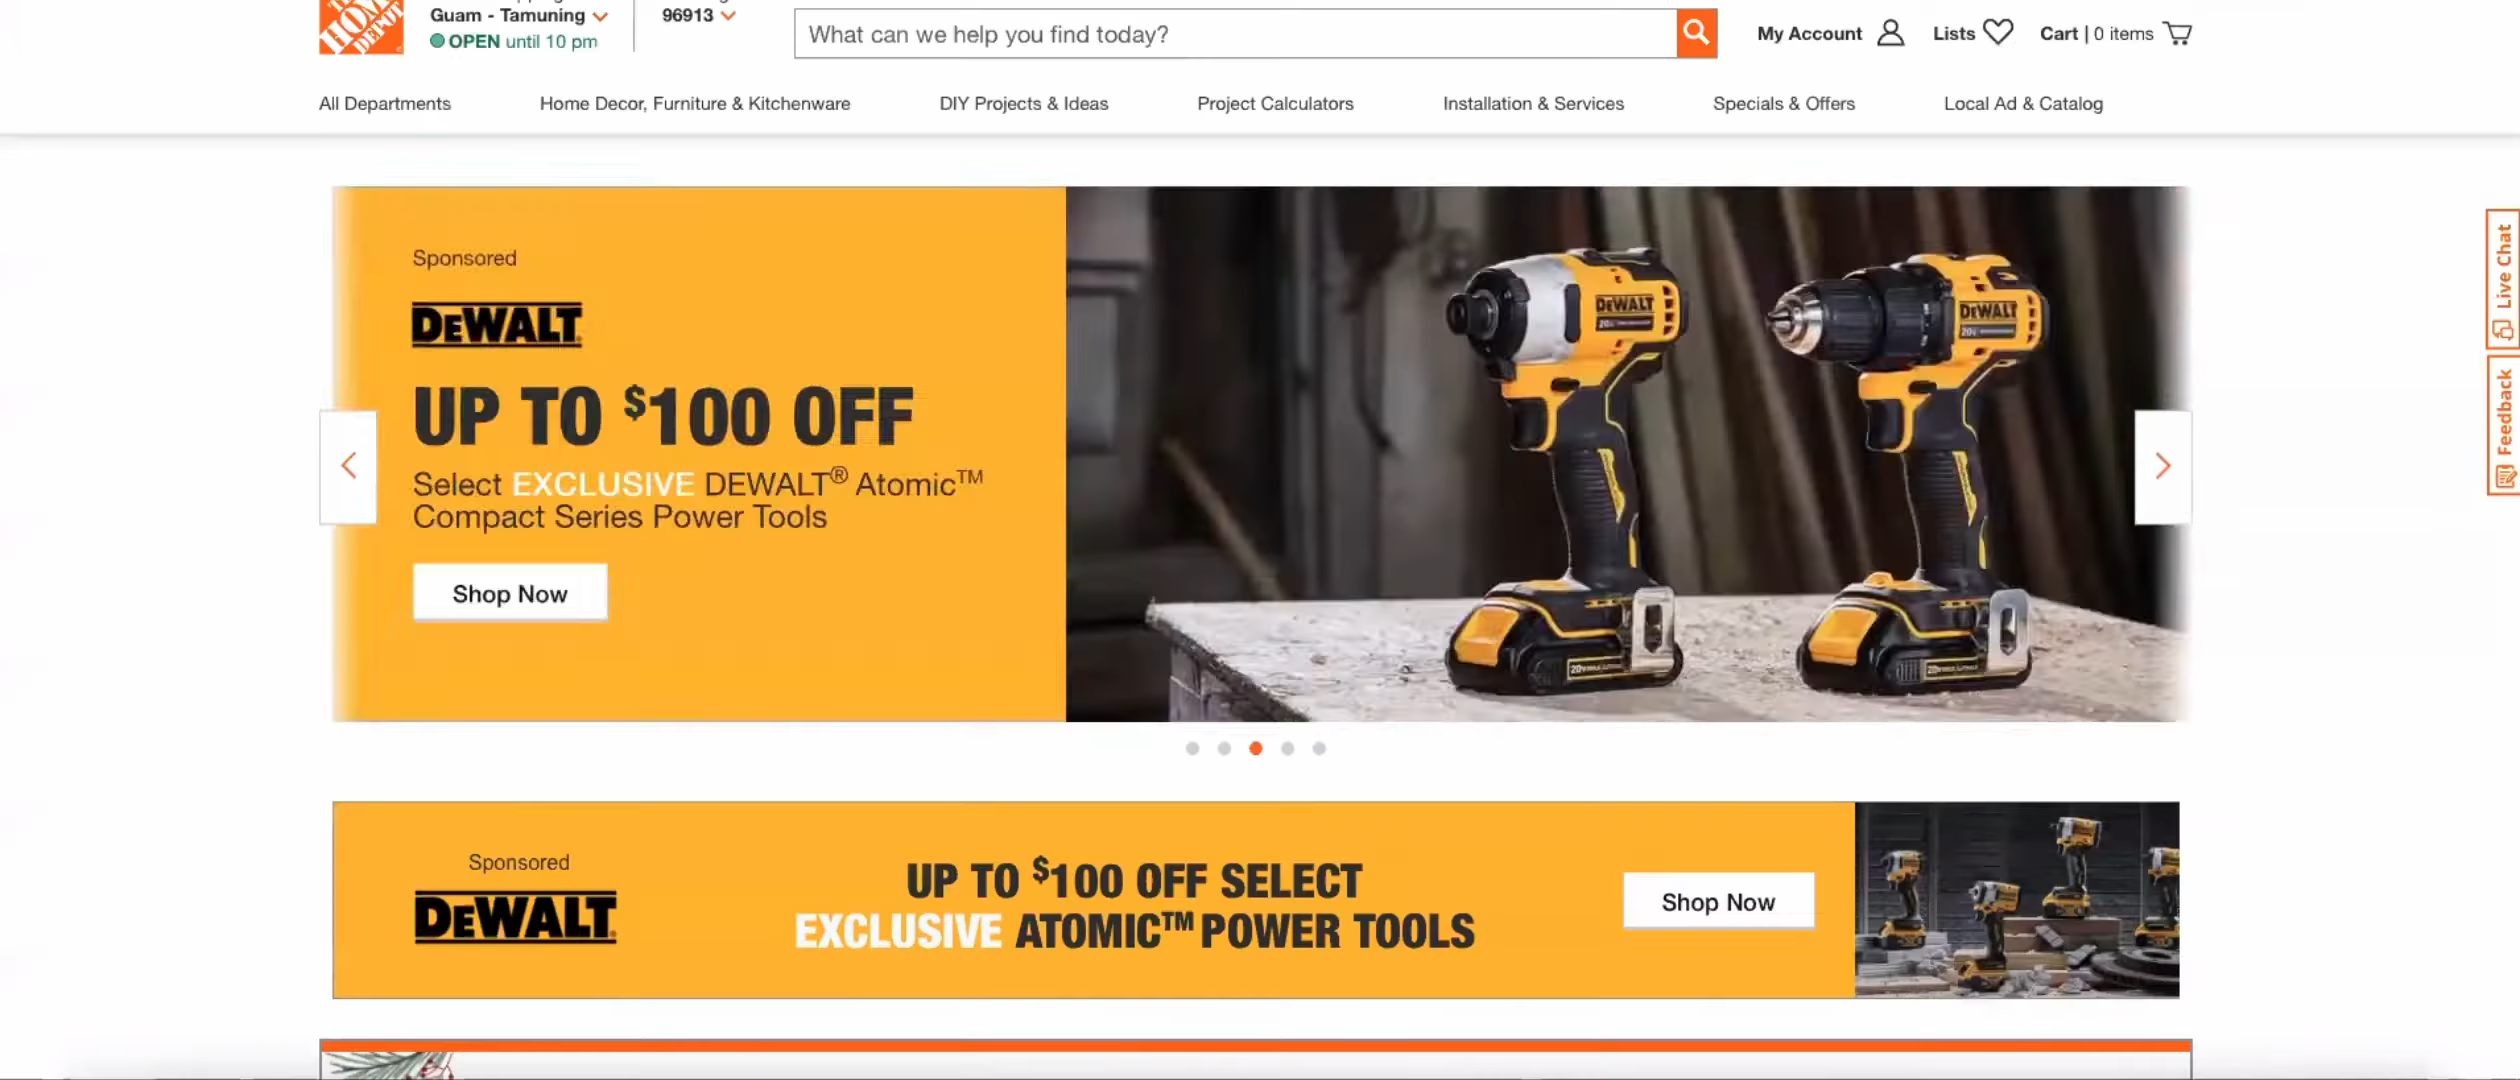 THE HOME DEPOT
Guam - Tamuning
OPEN until 10 pm
96913
What can we help you find today?
My Account
Lists
Cart | 0 items
All Departments
Home Decor, Furniture & Kitchenware
DIY Projects & Ideas
Project Calculators
Installation & Services
Specials & Offers
Local Ad & Catalog
Sponsored
DEWALT
UP TO $100 OFF
Select EXCLUSIVE DEWALT® Atomic™
Compact Series Power Tools
Shop Now
DEWALT
DEWALT
Live Chat
Feedback
Sponsored
DEWALT
UP TO $100 OFF SELECT
EXCLUSIVE ATOMIC™ POWER TOOLS
Shop Now